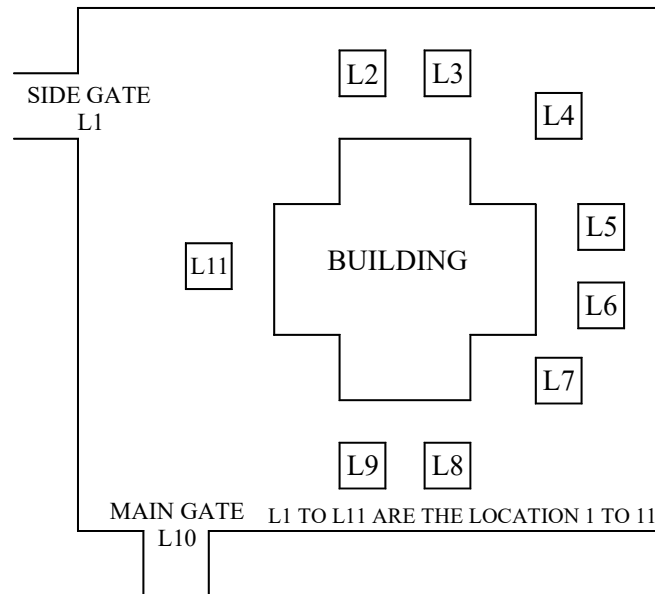 L2
L3
SIDE GATE
L1
L4
L5
L11
BUILDING
L6
L7
L9
L8
MAIN GATE
L10
L1 TO L11 ARE THE LOCATION 1 TO 11